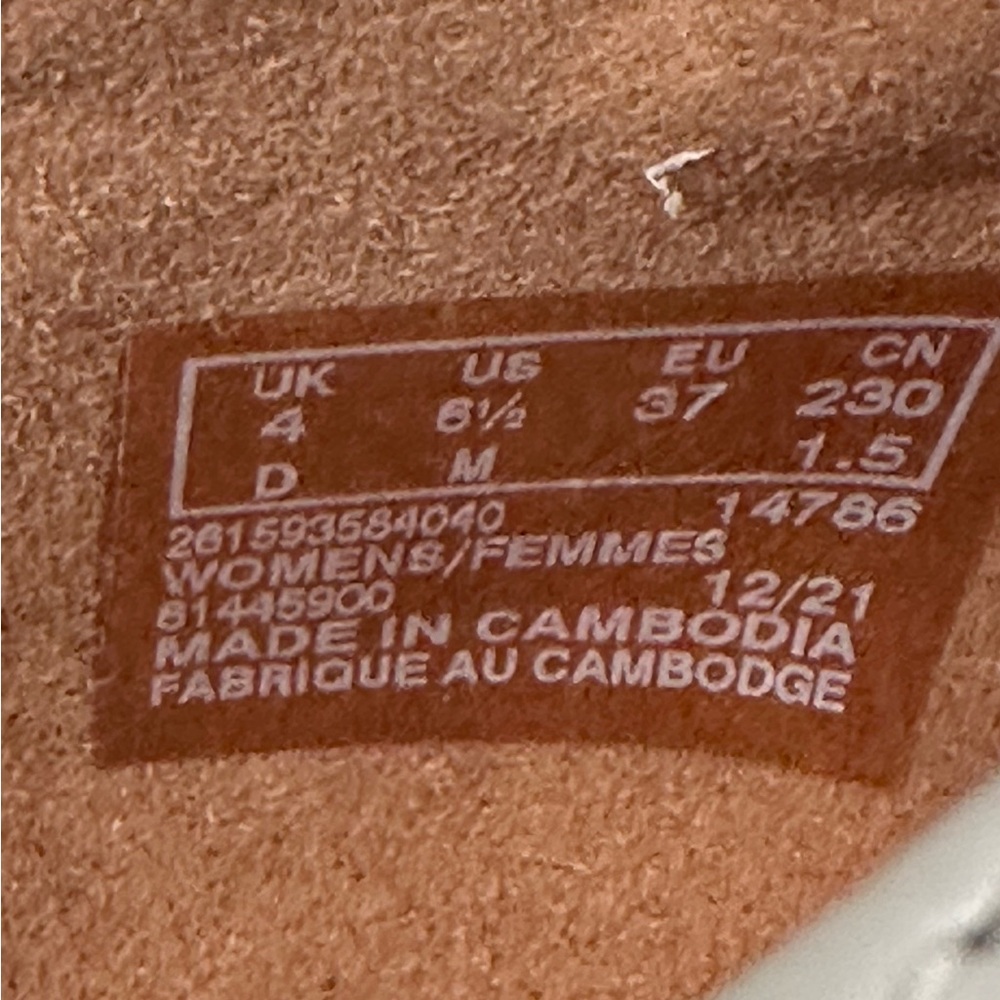 UK US EU CN
4 6½ 37 230
D M 1.5
261593584040 14786
WOMENS/FEMMES
61445900 12/21
MADE IN CAMBODIA
FABRIQUE AU CAMBODGE